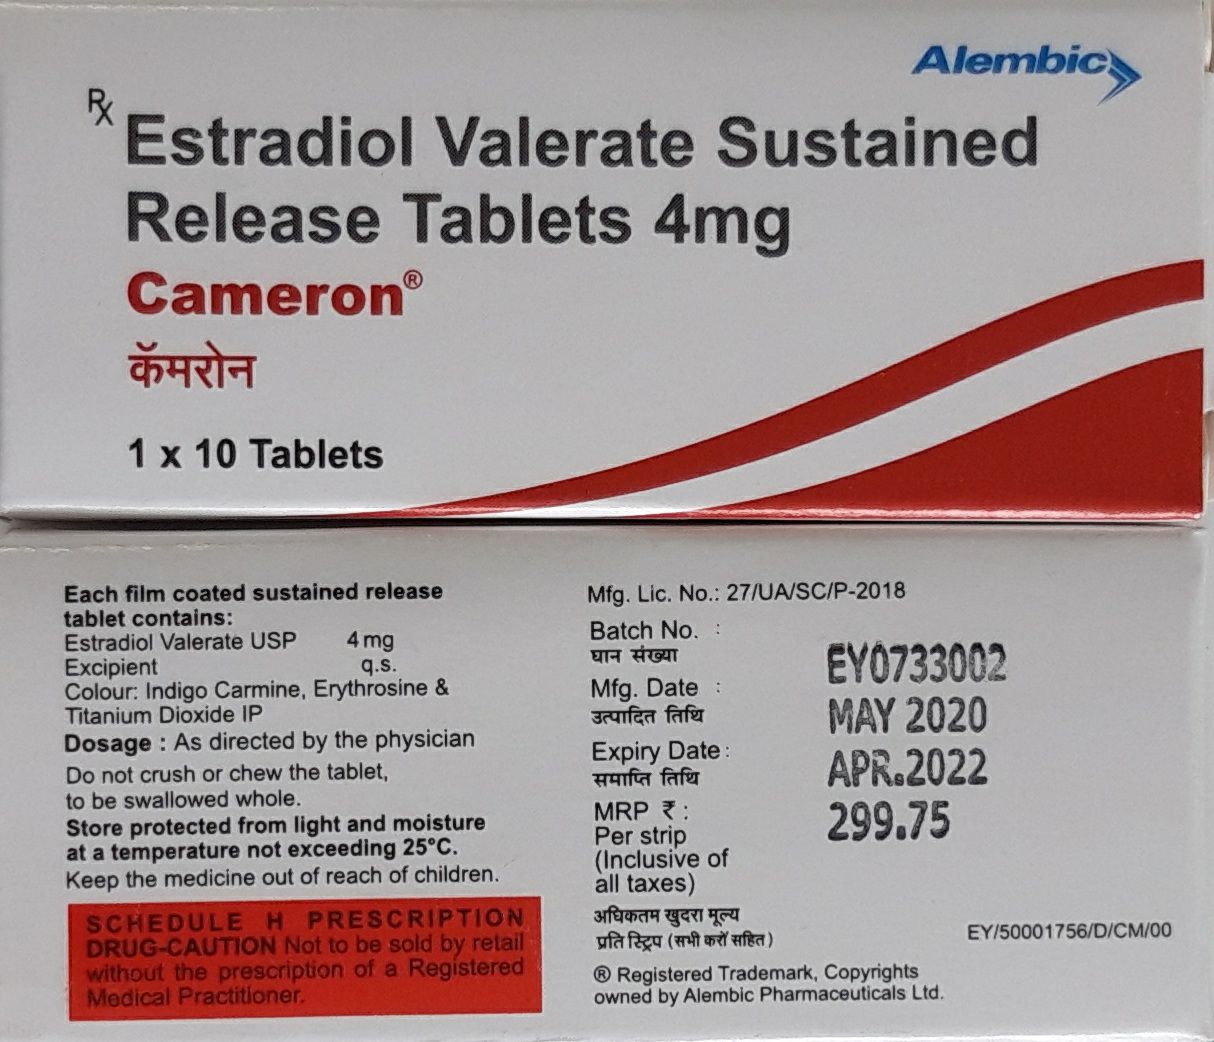 Alembic
Rx Estradiol Valerate Sustained
Release Tablets 4mg
Cameron®
कॅमरोन
1 x 10 Tablets
Each film coated sustained release
tablet contains:
Estradiol Valerate USP 4 mg
Excipient q.s.
Colour: Indigo Carmine, Erythrosine &
Titanium Dioxide IP
Dosage : As directed by the physician
Do not crush or chew the tablet,
to be swallowed whole.
Store protected from light and moisture
at a temperature not exceeding 25°C.
Keep the medicine out of reach of children.
SCHEDULE H PRESCRIPTION
DRUG-CAUTION Not to be sold by retail
without the prescription of a Registered
Medical Practitioner.
Mfg. Lic. No.: 27/UA/SC/P-2018
Batch No. :
घान संख्या
EY0733002
Mfg. Date :
उत्पादित तिथि
MAY 2020
Expiry Date :
समाप्ति तिथि
APR.2022
MRP ₹ :
299.75
Per strip
(Inclusive of
all taxes)
अधिकतम खुदरा मूल्य
प्रति स्ट्रिप (सभी करों सहित)
EY/50001756/D/CM/00
® Registered Trademark, Copyrights
owned by Alembic Pharmaceuticals Ltd.